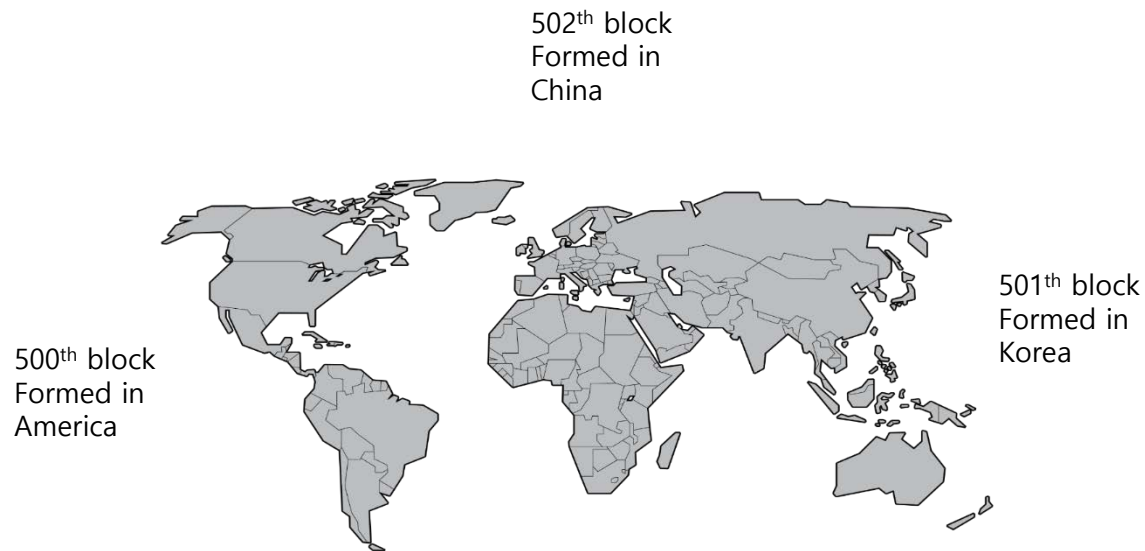 502th block
Formed in
China
500th block
Formed in
America
501th block
Formed in
Korea